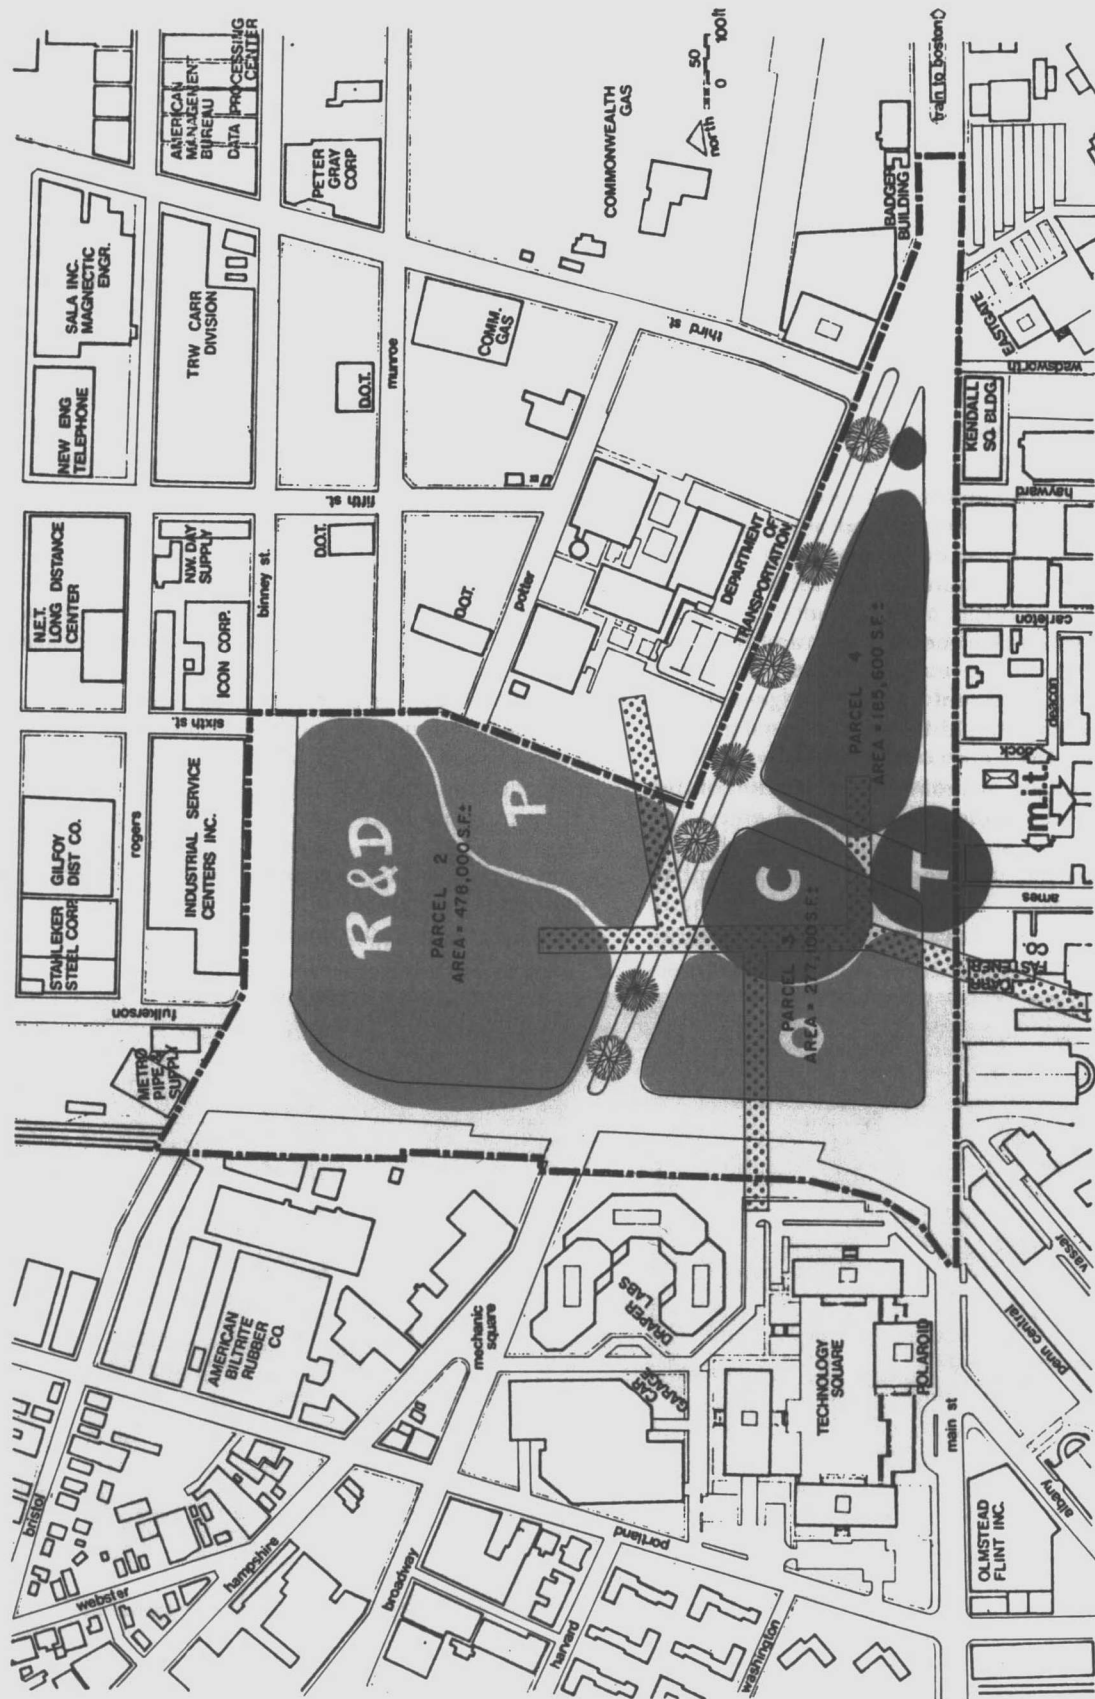 bristol
webster
hampshire
broadway
harvard
portland
washington
mechanic
square
AMERICAN
BILTRITE
RUBBER
CO.
CAR
GARAGE
DRAPER
LABS
TECHNOLOGY
SQUARE
POLAROID
main st
OLMSTEAD
FLINT INC.
albany
penn central
vassar
METRO
PIPE &
SUPPLY
fulkerson
STAHLEKER
STEEL CORP.
GILFOY
DIST CO.
rogers
INDUSTRIAL SERVICE
CENTERS INC.
sixth st.
N.E.T.
LONG DISTANCE
CENTER
N.W. DAY
SUPPLY
ICON CORP.
binney st.
D.O.T.
D.O.T.
fifth st.
NEW ENG
TELEPHONE
SALA INC.
MAGNECTIC
ENGR.
TRW CARR
DIVISION
D.O.T.
munroe
AMERICAN
MANAGEMENT
BUREAU
DATA PROCESSING
CENTER
PETER
GRAY
CORP
COMM.
GAS
potter
third st.
COMMONWEALTH
GAS
north
0 50 100ft
DEPARTMENT
OF
TRANSPORTATION
BADGER
BUILDING
train to boston
R & D
P
PARCEL 2
AREA = 478,000 S.F.±
C
O
PARCEL 3
AREA = 277,100 S.F.±
T
PARCEL 4
AREA = 185,600 S.F.±
CARR
FASTENER
CO.
ames
m.i.t.
dock
deacon
carleton
hayward
KENDALL
SQ. BLDG.
wadsworth
EASTGATE